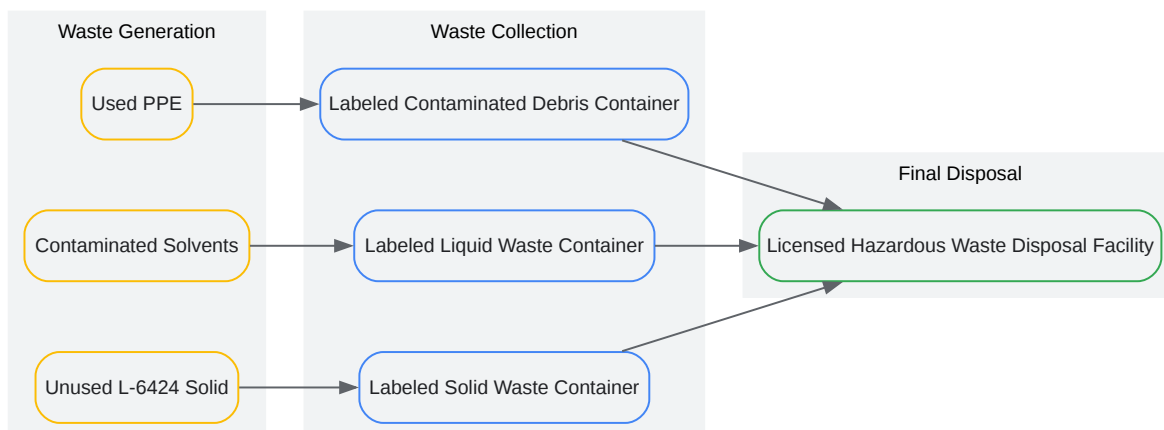 Waste Generation
Waste Collection
Used PPE
Labeled Contaminated Debris Container
Final Disposal
Contaminated Solvents
Labeled Liquid Waste Container
Licensed Hazardous Waste Disposal Facility
Unused L-6424 Solid
Labeled Solid Waste Container